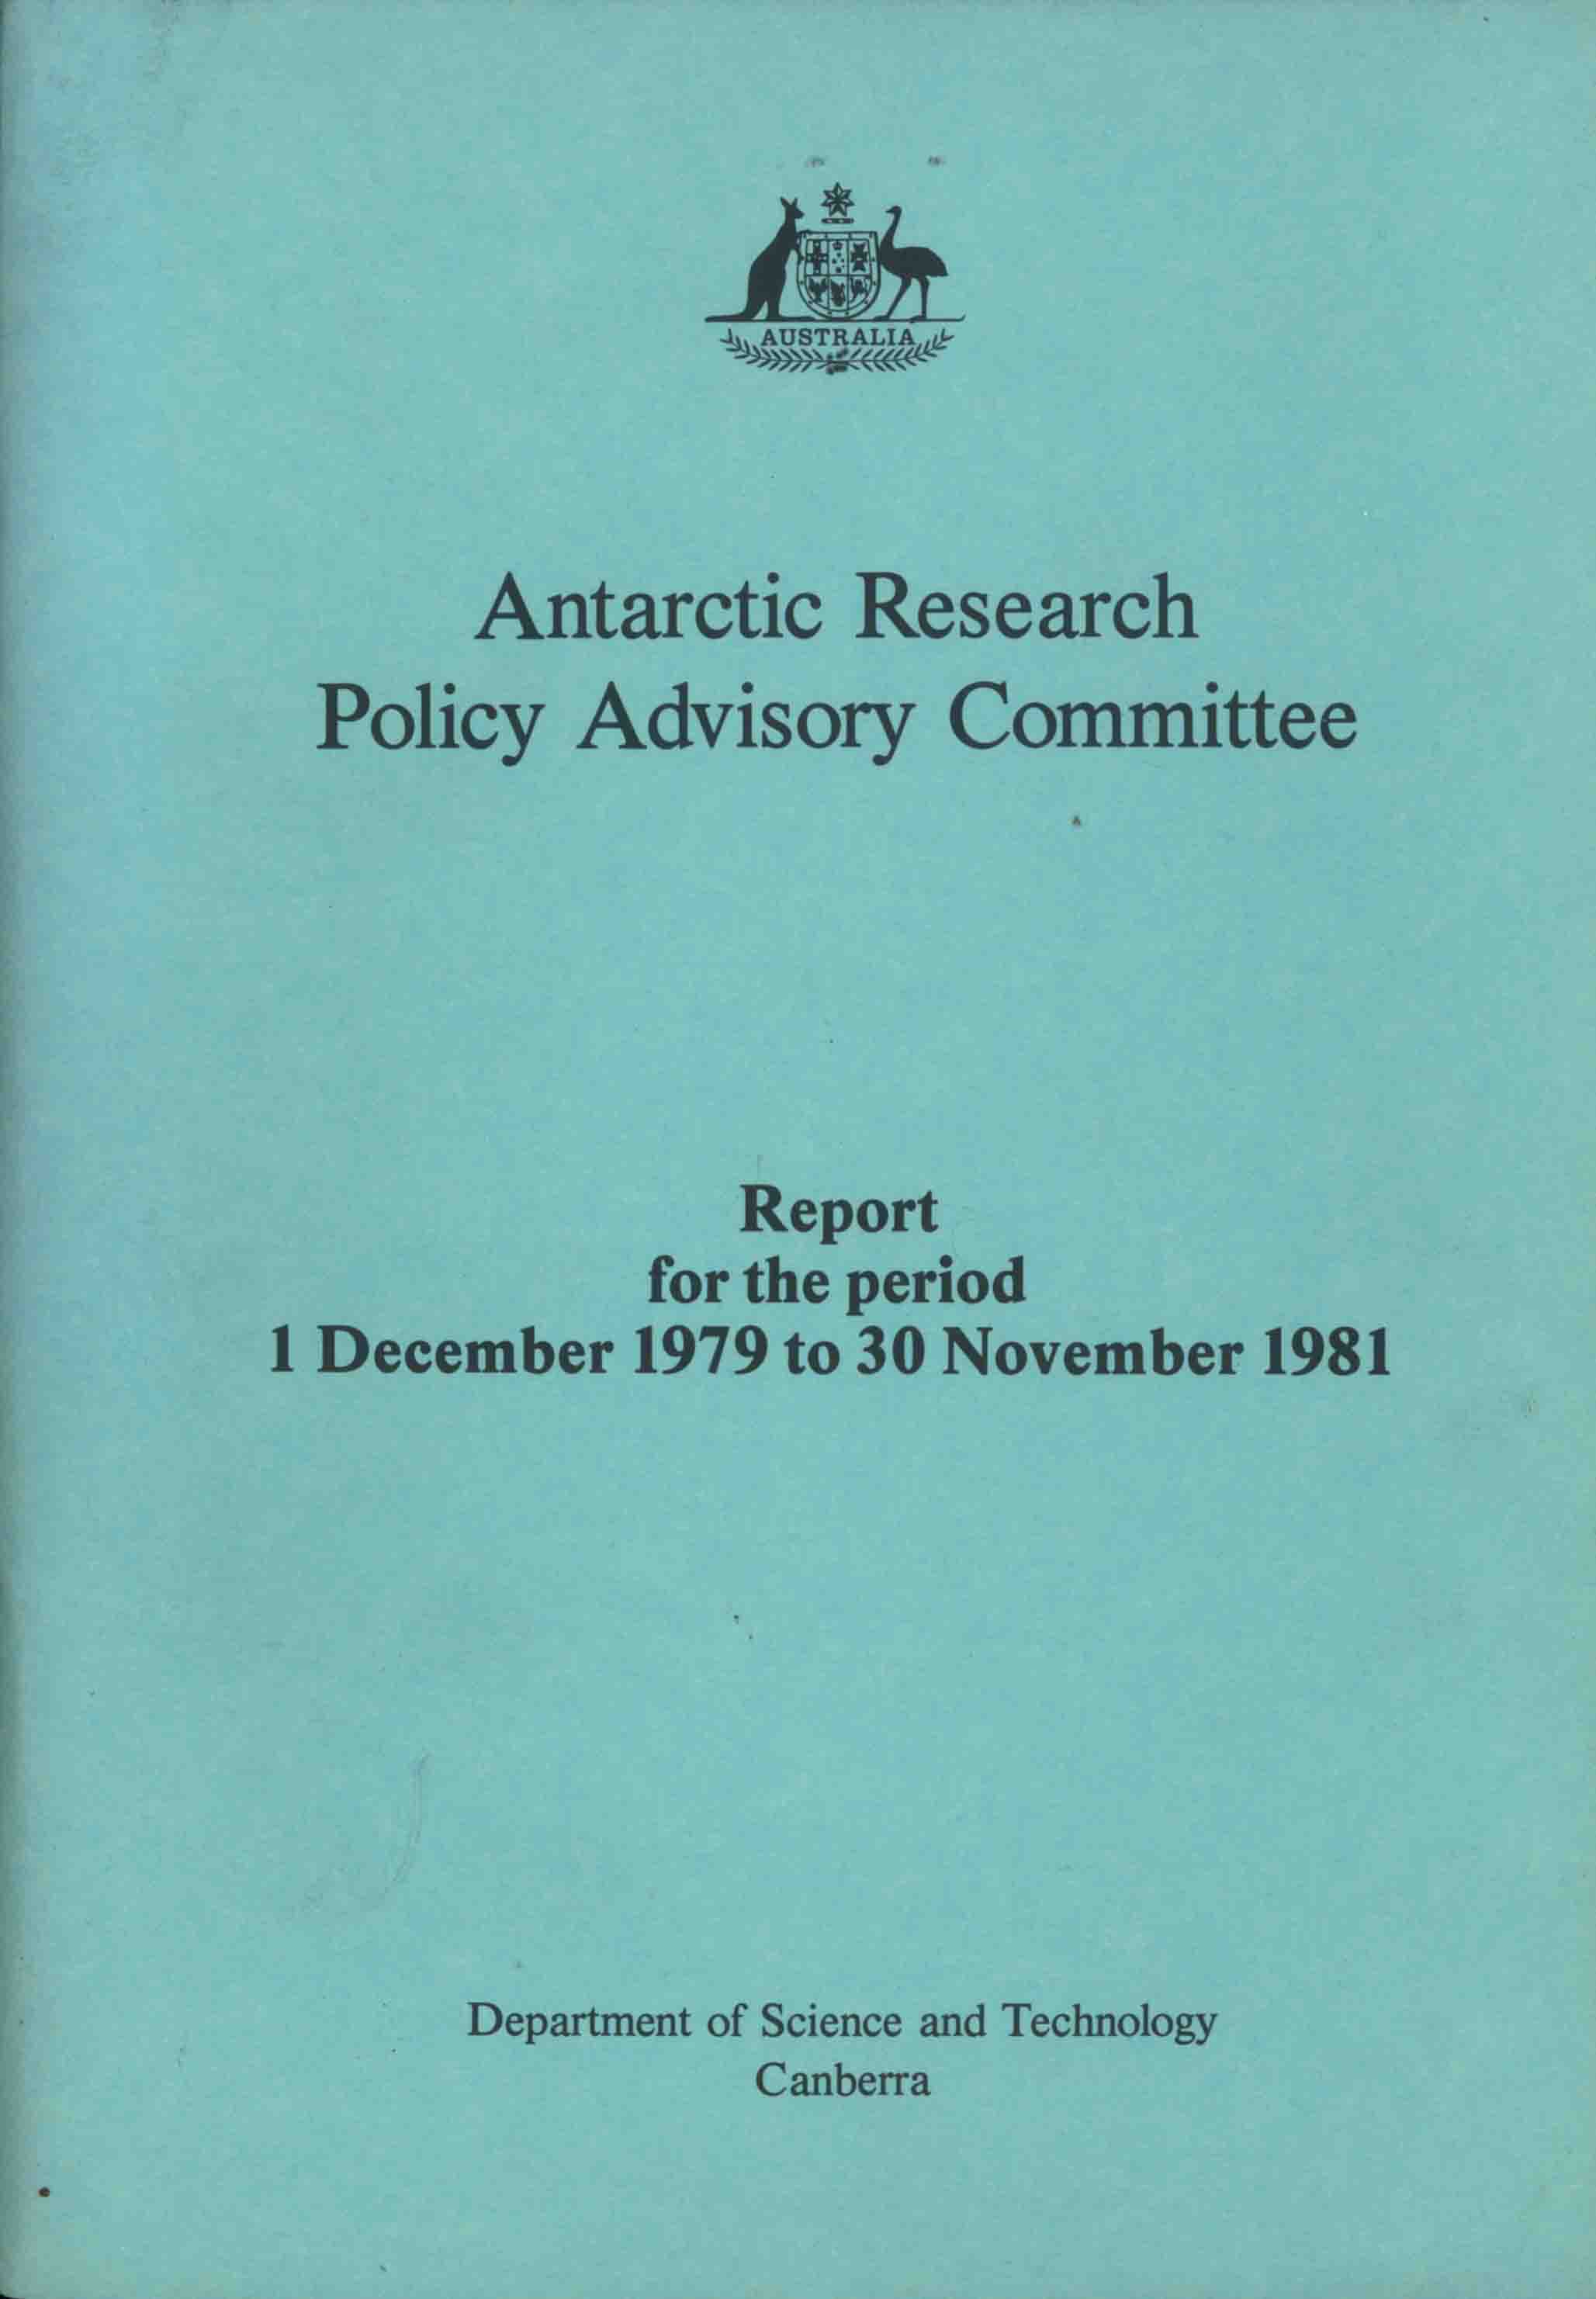 AUSTRALIA
Antarctic Research
Policy Advisory Committee
Report
for the period
1 December 1979 to 30 November 1981
Department of Science and Technology
Canberra